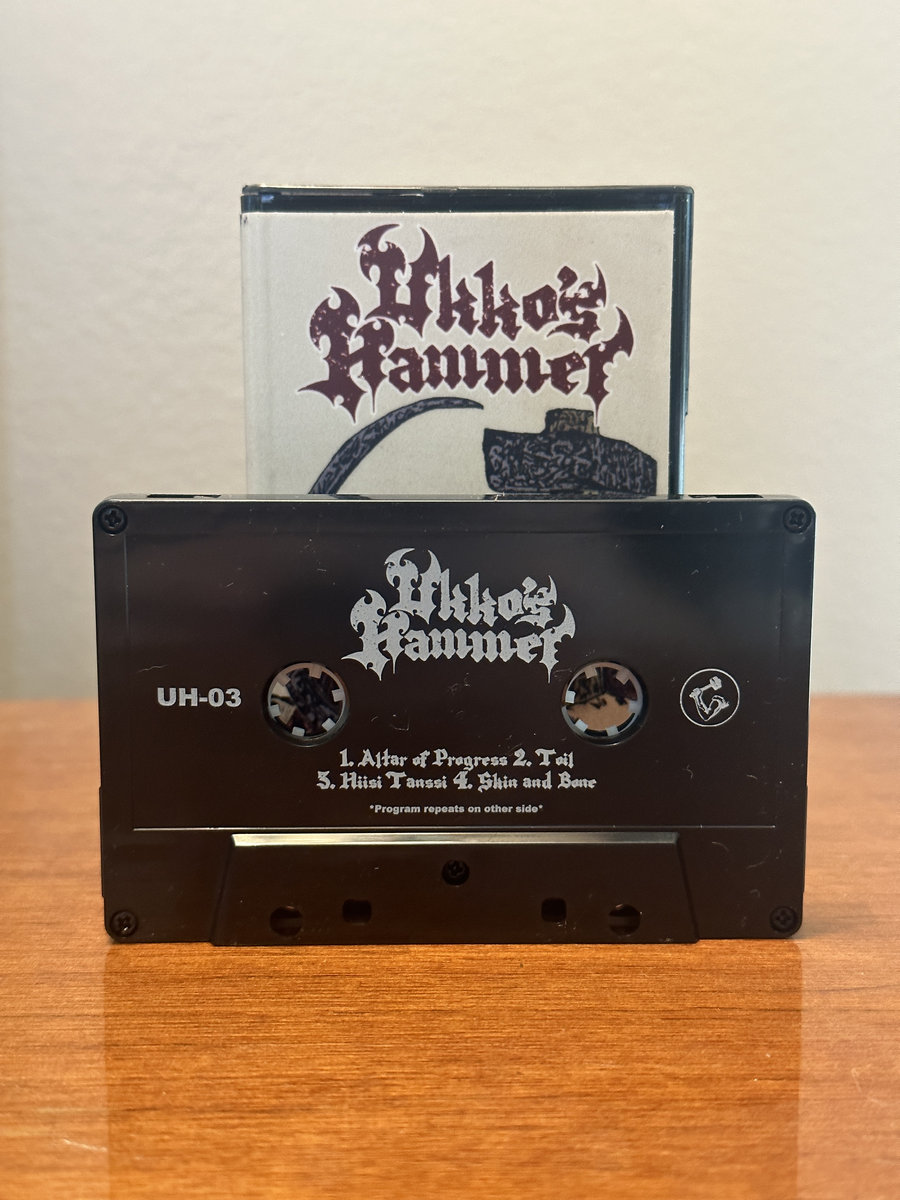 Ukko's
Hammer
Ukko's
Hammer
UH-03
1. Altar of Progress 2. Toil
3. Hiisi Tanssi 4. Skin and Bone
*Program repeats on other side*